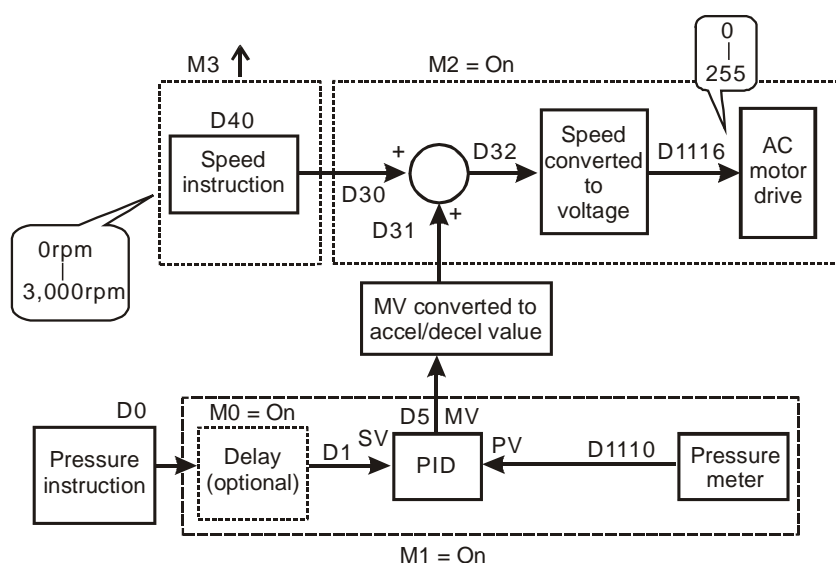 M3
M2 = On
0
255
D40
Speed
instruction
+
D30
D32
Speed
converted
to
voltage
D1116
AC
motor
drive
+
D31
0rpm
3,000rpm
MV converted to
accel/decel value
D0
Pressure
instruction
M0 = On
Delay
(optional)
D1
SV
D5
MV
PID
PV
D1110
Pressure
meter
M1 = On